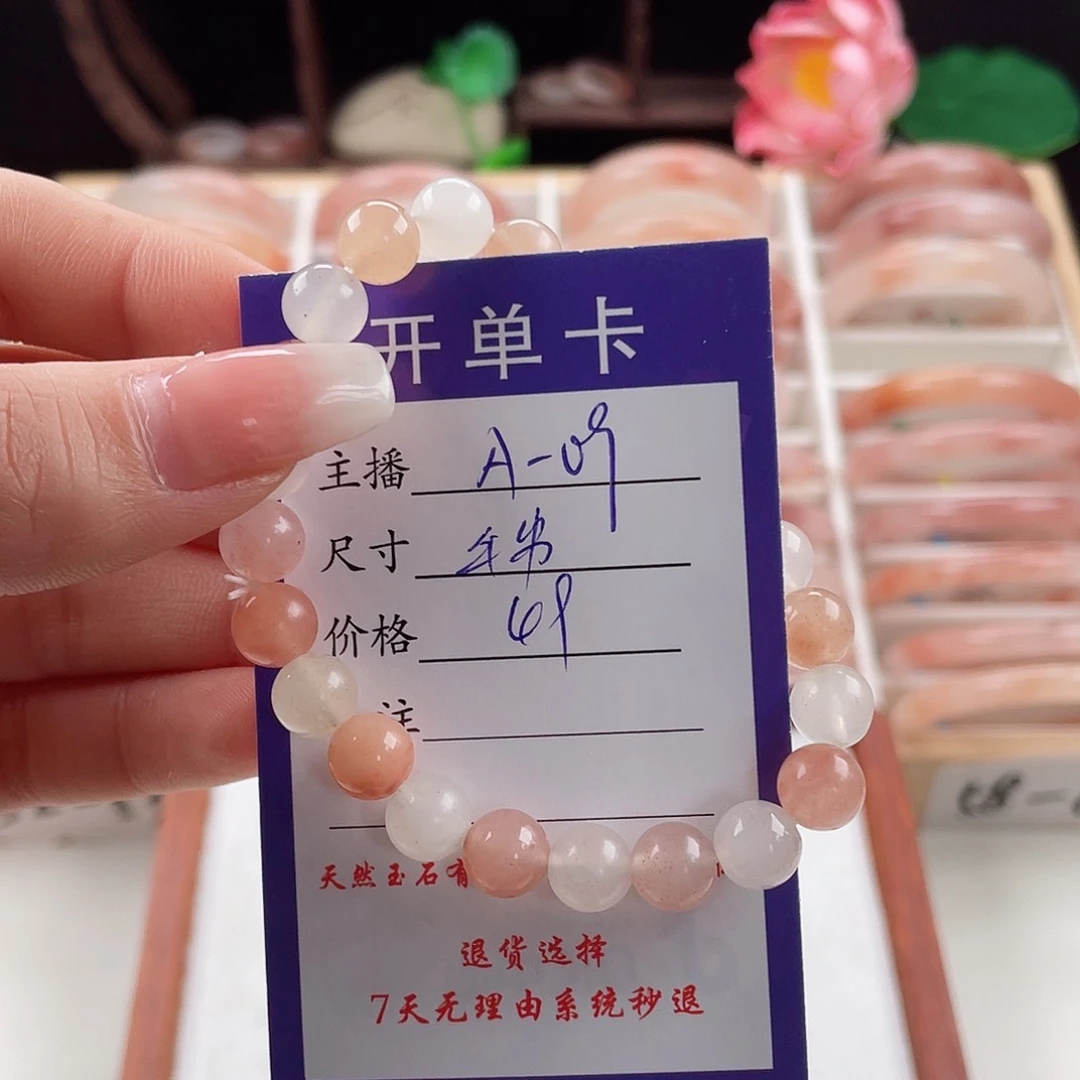 开单卡
主播 A-09
尺寸 手串
价格 69
注
天然玉石有
退货选择
7天无理由系统秒退